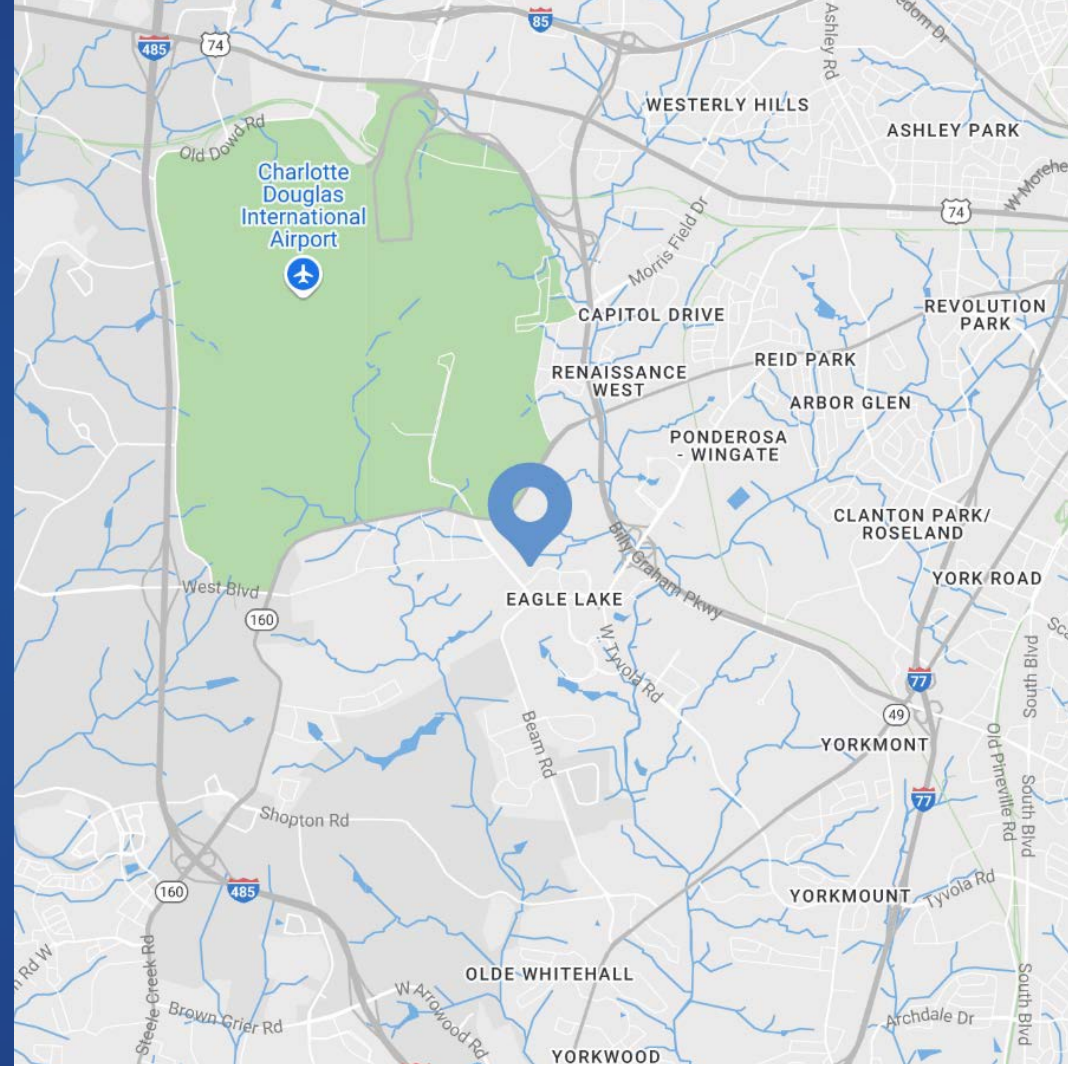 85
edom Dr
485
74
Ashley Rd
WESTERLY HILLS
ASHLEY PARK
Old Dowd Rd
Charlotte
Douglas
International
Airport
W Morehe
74
Morris Field Dr
CAPITOL DRIVE
REVOLUTION
PARK
RENAISSANCE
WEST
REID PARK
ARBOR GLEN
PONDEROSA
- WINGATE
CLANTON PARK/
ROSELAND
Billy Graham Pkwy
West Blvd
YORK ROAD
EAGLE LAKE
160
Sca
W Tyvola Rd
South Blvd
77
49
Beam Rd
YORKMONT
Old Pineville Rd
77
South Blvd
Shopton Rd
160
485
YORKMOUNT
Tyvola Rd
n Rd W
Steele Creek Rd
OLDE WHITEHALL
W Arrowood Rd
Brown Grier Rd
South Blvd
Archdale Dr
YORKWOOD